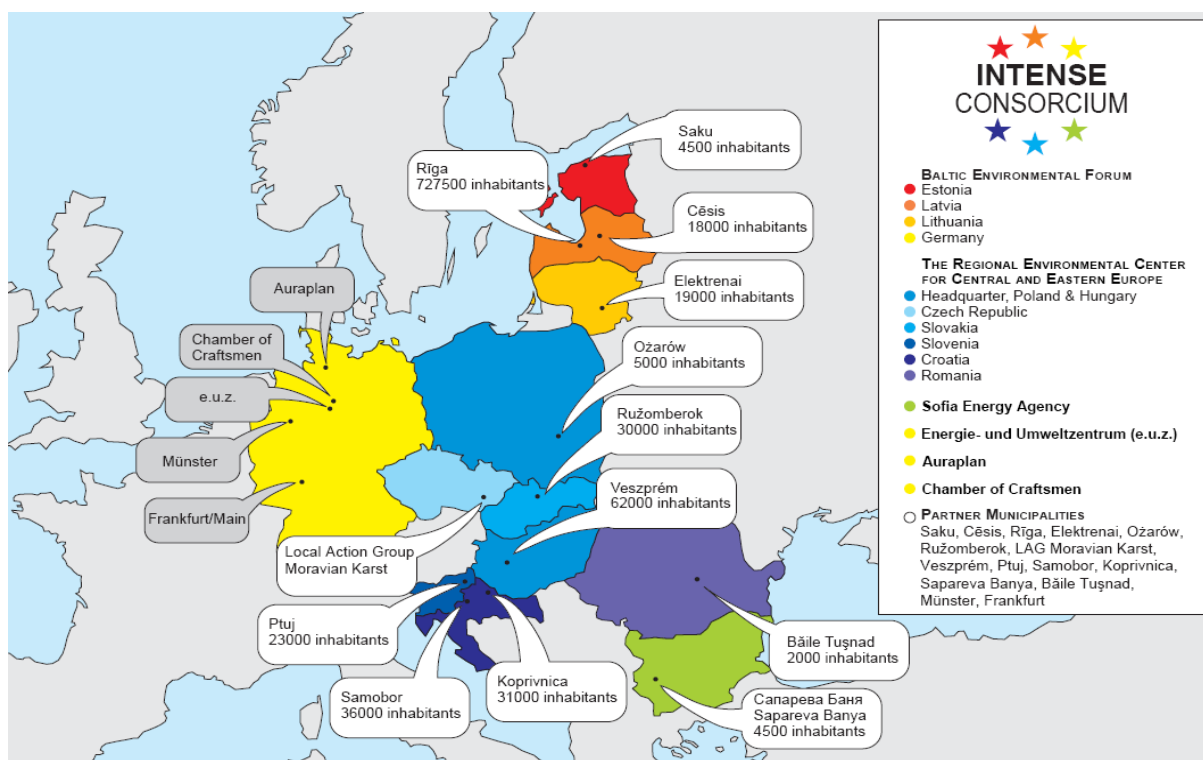 INTENSE
CONSORCIUM
BALTIC ENVIRONMENTAL FORUM
Estonia
Latvia
Lithuania
Germany
THE REGIONAL ENVIRONMENTAL CENTER
FOR CENTRAL AND EASTERN EUROPE
Headquarter, Poland & Hungary
Czech Republic
Slovakia
Slovenia
Croatia
Romania
Sofia Energy Agency
Energie- und Umweltzentrum (e.u.z.)
Auraplan
Chamber of Craftsmen
PARTNER MUNICIPALITIES
Saku, Cēsis, Rīga, Elektrenai, Ożarów,
Ružomberok, LAG Moravian Karst,
Veszprém, Ptuj, Samobor, Koprivnica,
Sapareva Banya, Băile Tuşnad,
Münster, Frankfurt
Saku
4500 inhabitants
Rīga
727500 inhabitants
Cēsis
18000 inhabitants
Elektrenai
19000 inhabitants
Auraplan
Chamber of
Craftsmen
e.u.z.
Münster
Frankfurt/Main
Ożarów
5000 inhabitants
Ružomberok
30000 inhabitants
Veszprém
62000 inhabitants
Local Action Group
Moravian Karst
Ptuj
23000 inhabitants
Samobor
36000 inhabitants
Koprivnica
31000 inhabitants
Băile Tuşnad
2000 inhabitants
Сапарева Баня
Sapareva Banya
4500 inhabitants